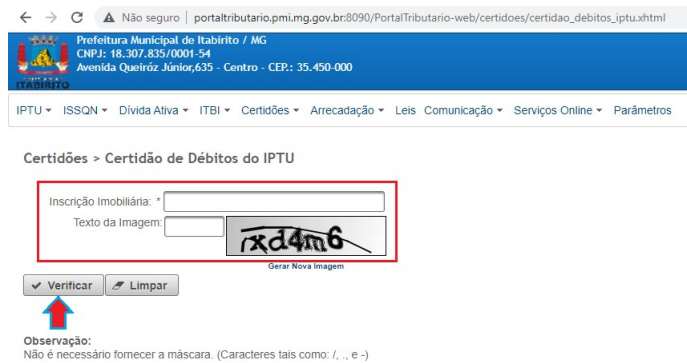 Não seguro | portaltributario.pmi.mg.gov.br:8090/PortalTributario-web/certidoes/certidao_debitos_iptu.xhtml
Prefeitura Municipal de Itabirito / MG
CNPJ: 18.307.835/0001-54
Avenida Queiróz Júnior,635 - Centro - CEP.: 35.450-000
ITABIRITO
IPTU ISSQN Dívida Ativa ITBI Certidões Arrecadação Leis Comunicação Serviços Online Parâmetros
Certidões > Certidão de Débitos do IPTU
Inscrição Imobiliária: *
Texto da Imagem:
rxd4m6
Gerar Nova Imagem
Verificar Limpar
Observação:
Não é necessário fornecer a máscara. (Caracteres tais como: /, ., e -)